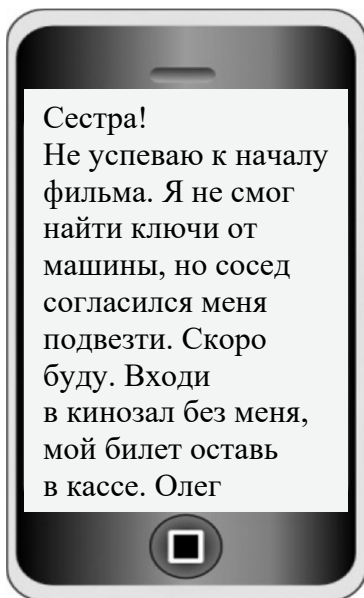 Сестра!
Не успеваю к началу
фильма. Я не смог
найти ключи от
машины, но сосед
согласился меня
подвезти. Скоро
буду. Входи
в кинозал без меня,
мой билет оставь
в кассе. Олег